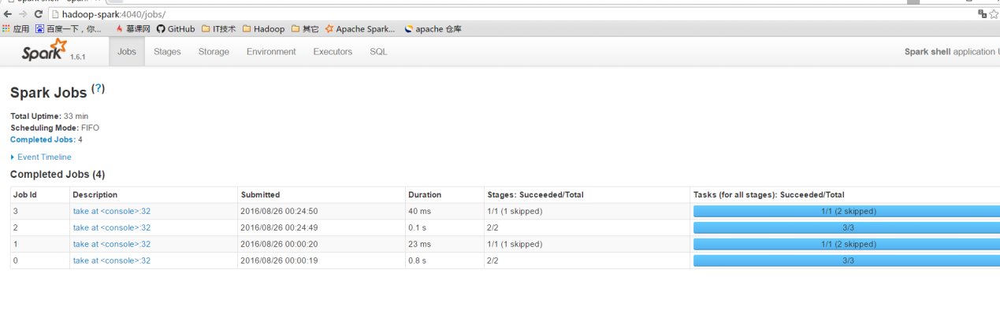 hadoop-spark:4040/jobs/
应用 百度一下，你... 慕课网 GitHub IT技术 Hadoop 其它 Apache Spark... apache 仓库
Spark 1.6.1 Jobs Stages Storage Environment Executors SQL Spark shell application
Spark Jobs (?)
Total Uptime: 33 min
Scheduling Mode: FIFO
Completed Jobs: 4
Event Timeline
Completed Jobs (4)
Job Id Description Submitted Duration Stages: Succeeded/Total Tasks (for all stages): Succeeded/Total
3 take at <console>:32 2016/08/26 00:24:50 40 ms 1/1 (1 skipped) 1/1 (2 skipped)
2 take at <console>:32 2016/08/26 00:24:49 0.1 s 2/2 3/3
1 take at <console>:32 2016/08/26 00:00:20 23 ms 1/1 (1 skipped) 1/1 (2 skipped)
0 take at <console>:32 2016/08/26 00:00:19 0.8 s 2/2 3/3